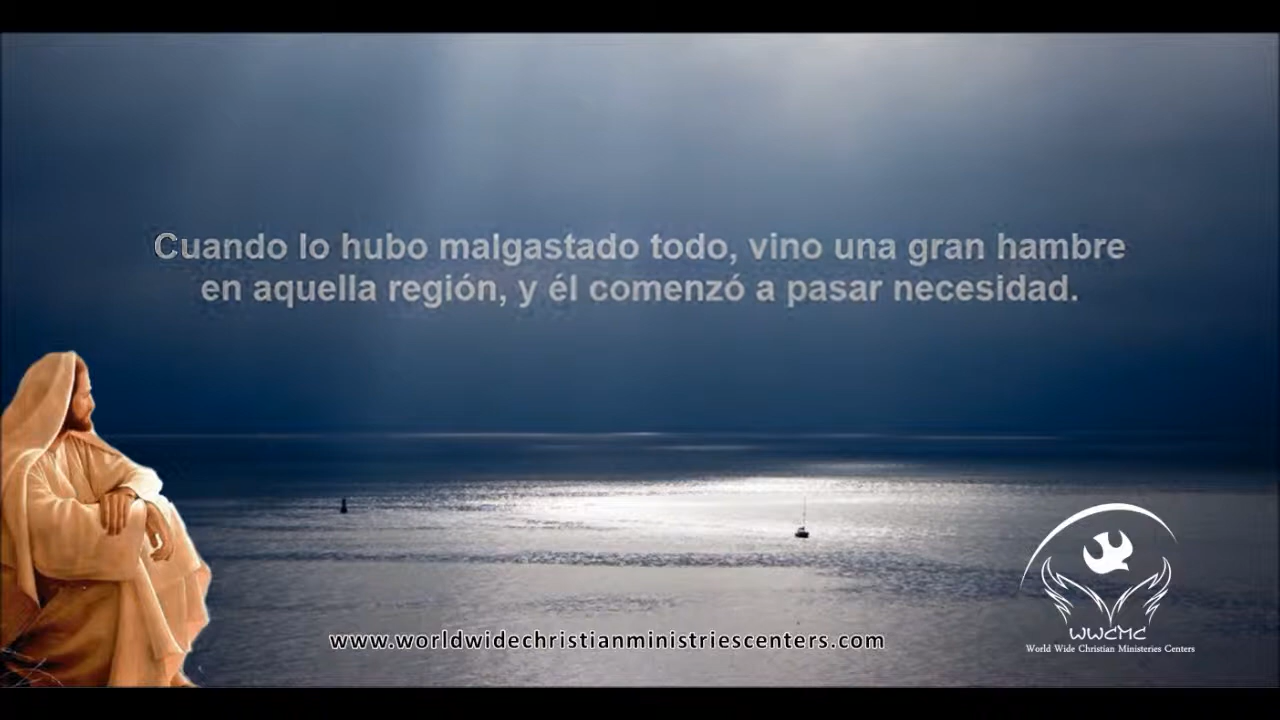 Cuando lo hubo malgastado todo, vino una gran hambre
en aquella región, y él comenzó a pasar necesidad.
www.worldwidechristianministriescenters.com
WWCMC
World Wide Christian Ministeries Centers